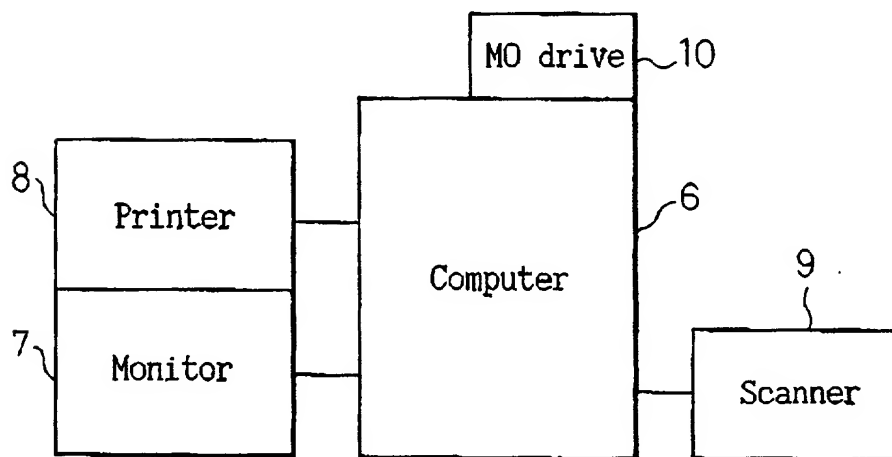 MO drive
10
8
Printer
6
Computer
9
7
Monitor
Scanner